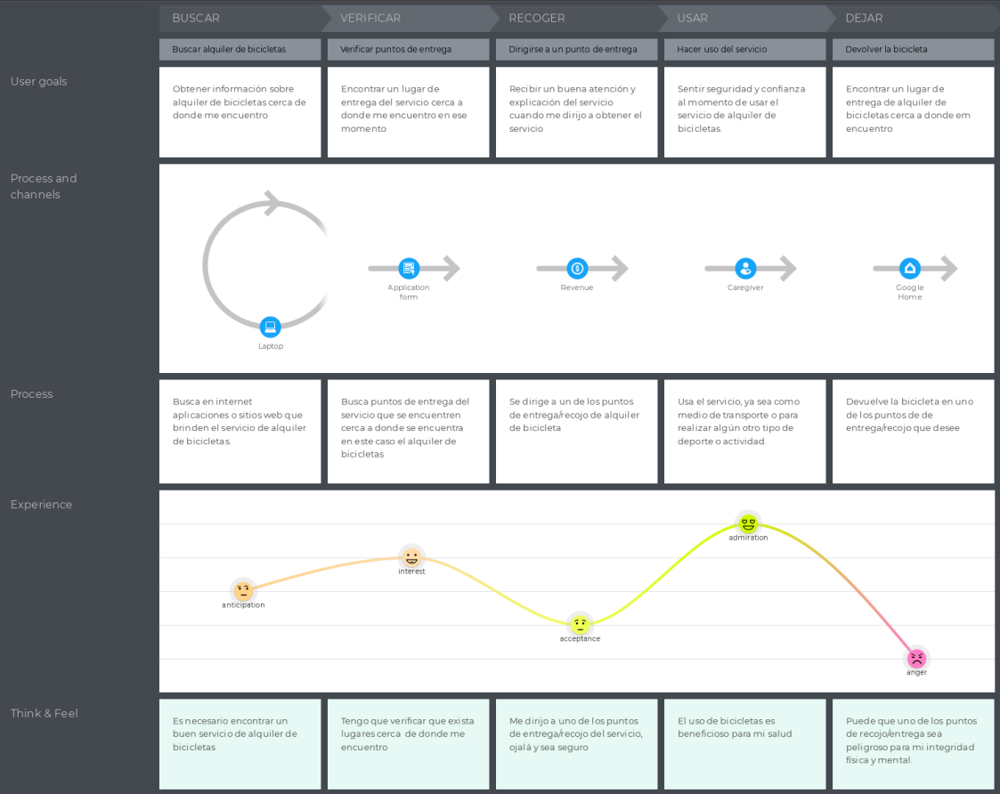 BUSCAR
VERIFICAR
RECOGER
USAR
DEJAR
Buscar alquiler de bicicletas
Verificar puntos de entrega
Dirigirse a un punto de entrega
Hacer uso del servicio
Devolver la bicicleta
User goals
Obtener información sobre
alquiler de bicicletas cerca de
donde me encuentro
Encontrar un lugar de
entrega del servicio cerca a
donde me encuentro en ese
momento
Recibir un buena atención y
explicación del servicio
cuando me dirijo a obtener el
servicio
Sentir seguridad y confianza
al momento de usar el
servicio de alquiler de
bicicletas.
Encontrar un lugar de
entrega de alquiler de
bicicletas cerca a donde em
encuentro
Process and
channels
Laptop
Application
form
Revenue
Caregiver
Google
Home
Process
Busca en internet
aplicaciones o sitios web que
brinden el servicio de alquiler
de bicicletas.
Busca puntos de entrega del
servicio que se encuentren
cerca a donde se encuentra
en este caso el alquiler de
bicicletas
Se dirige a un de los puntos
de entrega/recojo de alquiler
de bicicleta
Usa el servicio, ya sea como
medio de transporte o para
realizar algún otro tipo de
deporte o actividad.
Devuelve la bicicleta en uno
de los puntos de de
entrega/recojo que desee
Experience
anticipation
interest
acceptance
admiration
anger
Think & Feel
Es necesario encontrar un
buen servicio de alquiler de
bicicletas
Tengo que verificar que exista
lugares cerca de donde me
encuentro
Me dirijo a uno de los puntos
de entrega/recojo del servicio,
ojalá y sea seguro
El uso de bicicletas es
beneficioso para mi salud
Puede que uno de los puntos
de recojo/entrega sea
peligroso para mi integridad
física y mental.